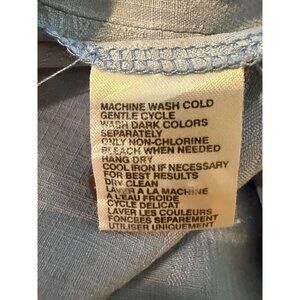 MACHINE WASH COLD
GENTLE CYCLE
WASH DARK COLORS
SEPARATELY
ONLY NON-CHLORINE
BLEACH WHEN NEEDED
HANG DRY
COOL IRON IF NECESSARY
FOR BEST RESULTS
DRY CLEAN
LAVER A LA MACHINE
A L'EAU FROIDE
CYCLE DELICAT
LAVER LES COULEURS
FONCEES SEPAREMENT
UTILISER UNIQUEMENT